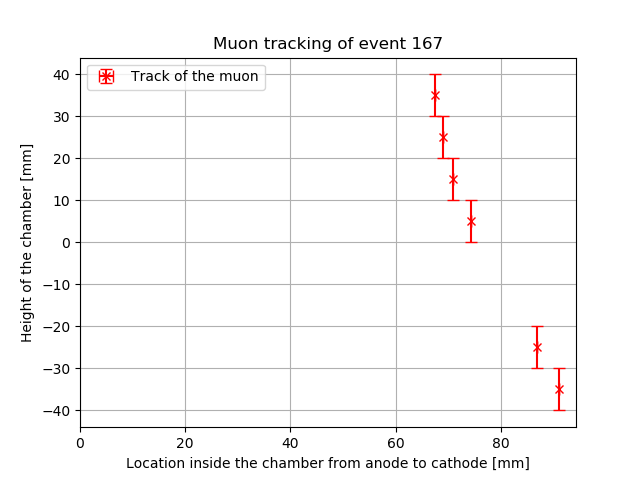 Muon tracking of event 167
Track of the muon
40
30
20
10
0
−10
−20
−30
−40
Height of the chamber [mm]
0 20 40 60 80
Location inside the chamber from anode to cathode [mm]